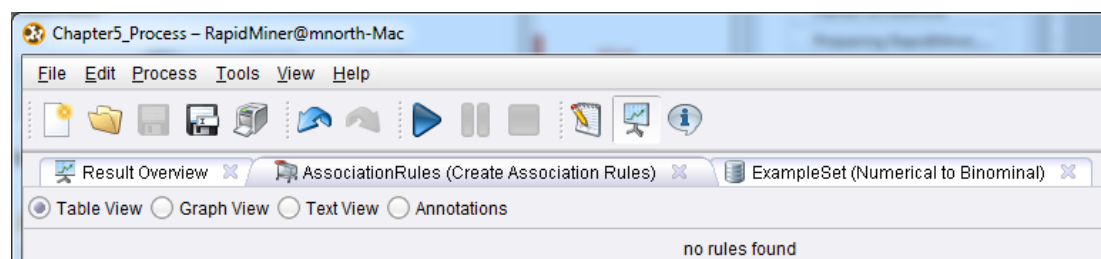 Chapter5_Process – RapidMiner@mnorth-Mac
File Edit Process Tools View Help
Result Overview AssociationRules (Create Association Rules) ExampleSet (Numerical to Binominal)
Table View Graph View Text View Annotations
no rules found